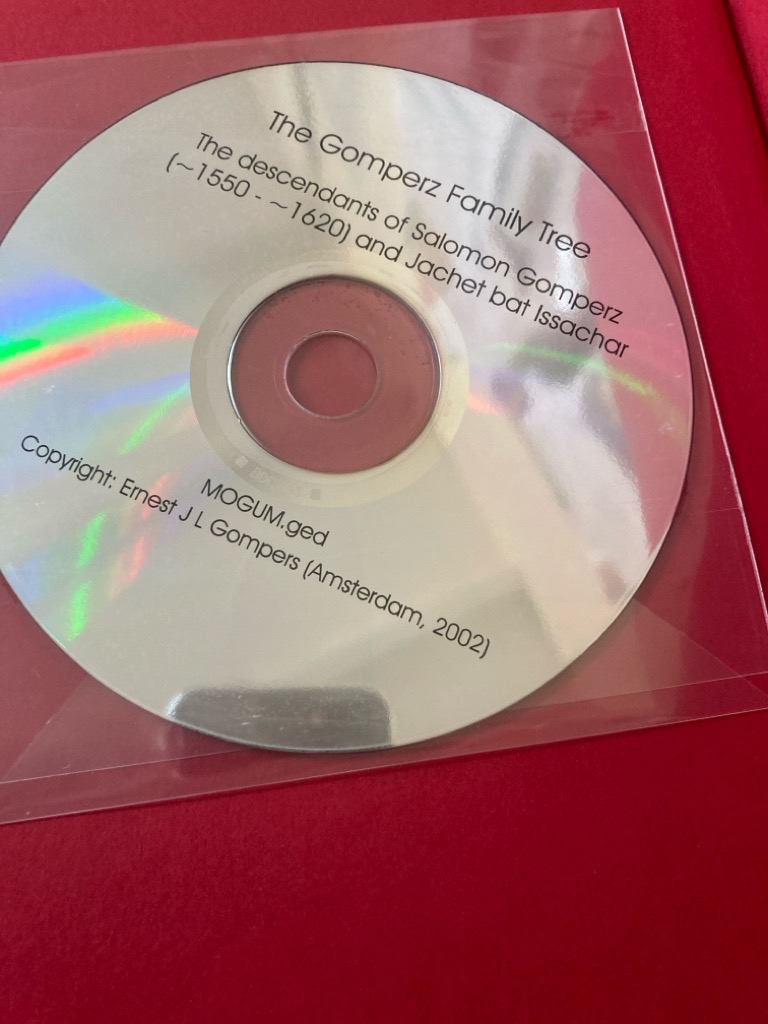 The Gomperz Family Tree
The descendants of Salomon Gomperz
(~1550 - ~1620) and Jachet bat Issachar
MOGUM.ged
Copyright: Ernest J L Gompers (Amsterdam, 2002)